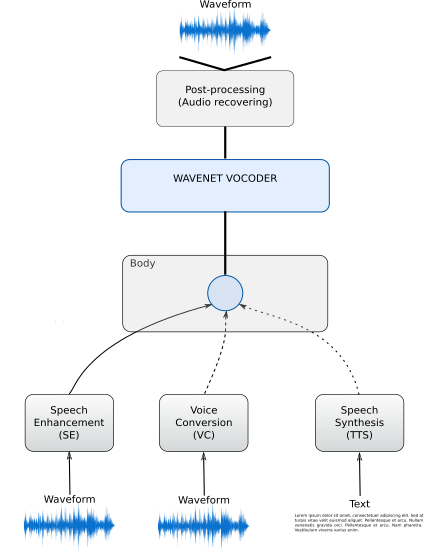 Waveform
Post-processing
(Audio recovering)
WAVENET VOCODER
Body
Speech
Enhancement
(SE)
Voice
Conversion
(VC)
Speech
Synthesis
(TTS)
Waveform
Waveform
Text
Lorem ipsum dolor sit amet, consectetuer adipiscing elit. Sed at
turpis vitae velit euismod aliquet. Pellentesque et arcu. Nullam
venenatis gravida orci. Pellentesque et arcu. Nam pharetra.
Vestibulum viverra varius enim.